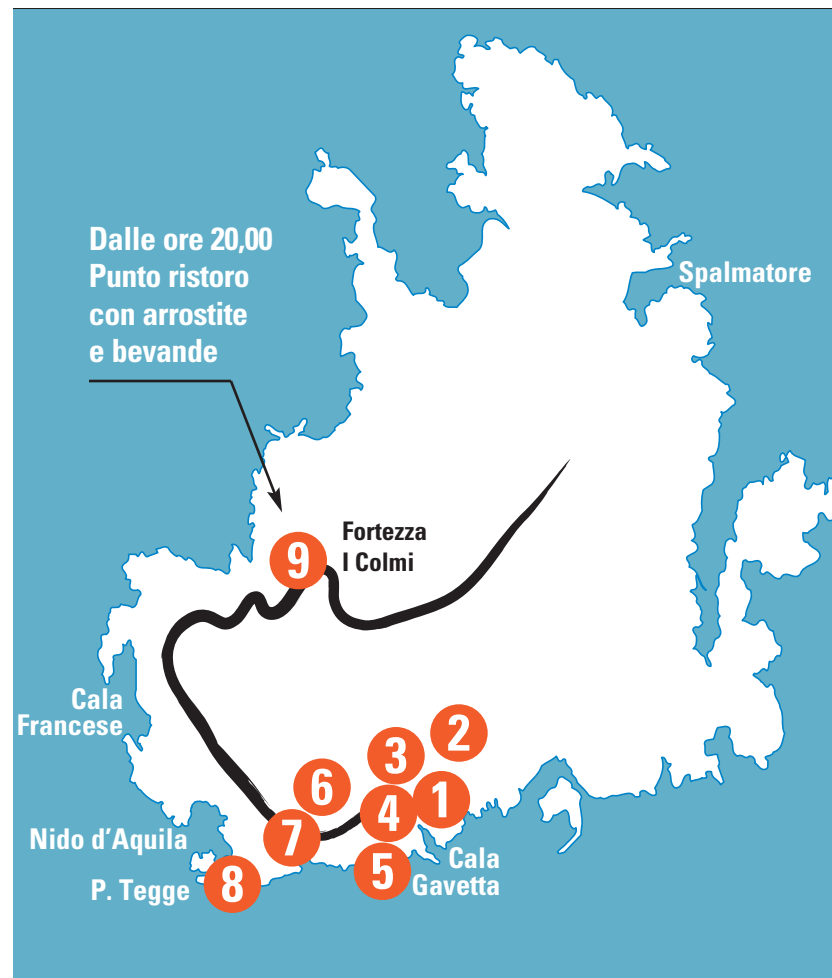 Dalle ore 20,00
Punto ristoro
con arrostite
e bevande
Spalmatore
Fortezza
I Colmi
9
Cala
Francese
2
3
6
1
4
7
Nido d'Aquila
5
Cala
Gavetta
P. Tegge
8